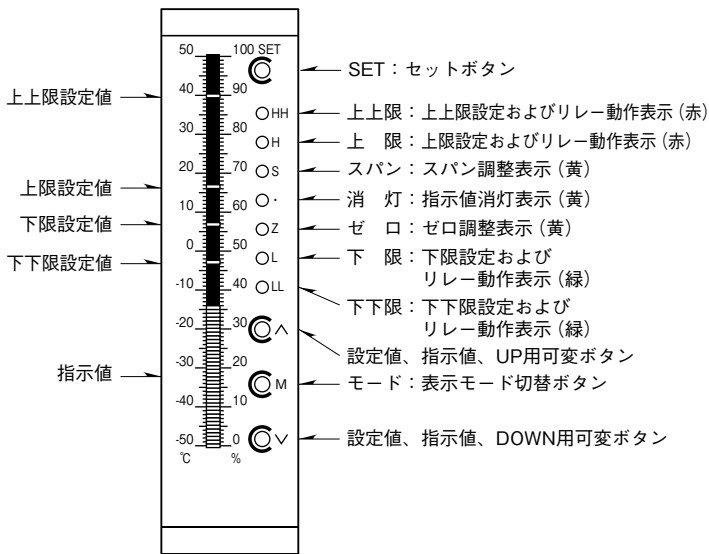 上上限設定値
上限設定値
下限設定値
下下限設定値
指示値
50 100 SET
40 90
HH
30 80
H
20 70
S
10 60
・
Z
0 50
L
-10 40
LL
-20 30
-30 20
M
-40 10
-50 0
℃ %
SET:セットボタン
上上限:上上限設定およびリレー動作表示(赤)
上 限:上限設定およびリレー動作表示(赤)
スパン:スパン調整表示(黄)
消 灯:指示値消灯表示(黄)
ゼ ロ:ゼロ調整表示(黄)
下 限:下限設定および
リレー動作表示(緑)
下下限:下下限設定および
リレー動作表示(緑)
設定値、指示値、UP用可変ボタン
モード:表示モード切替ボタン
設定値、指示値、DOWN用可変ボタン